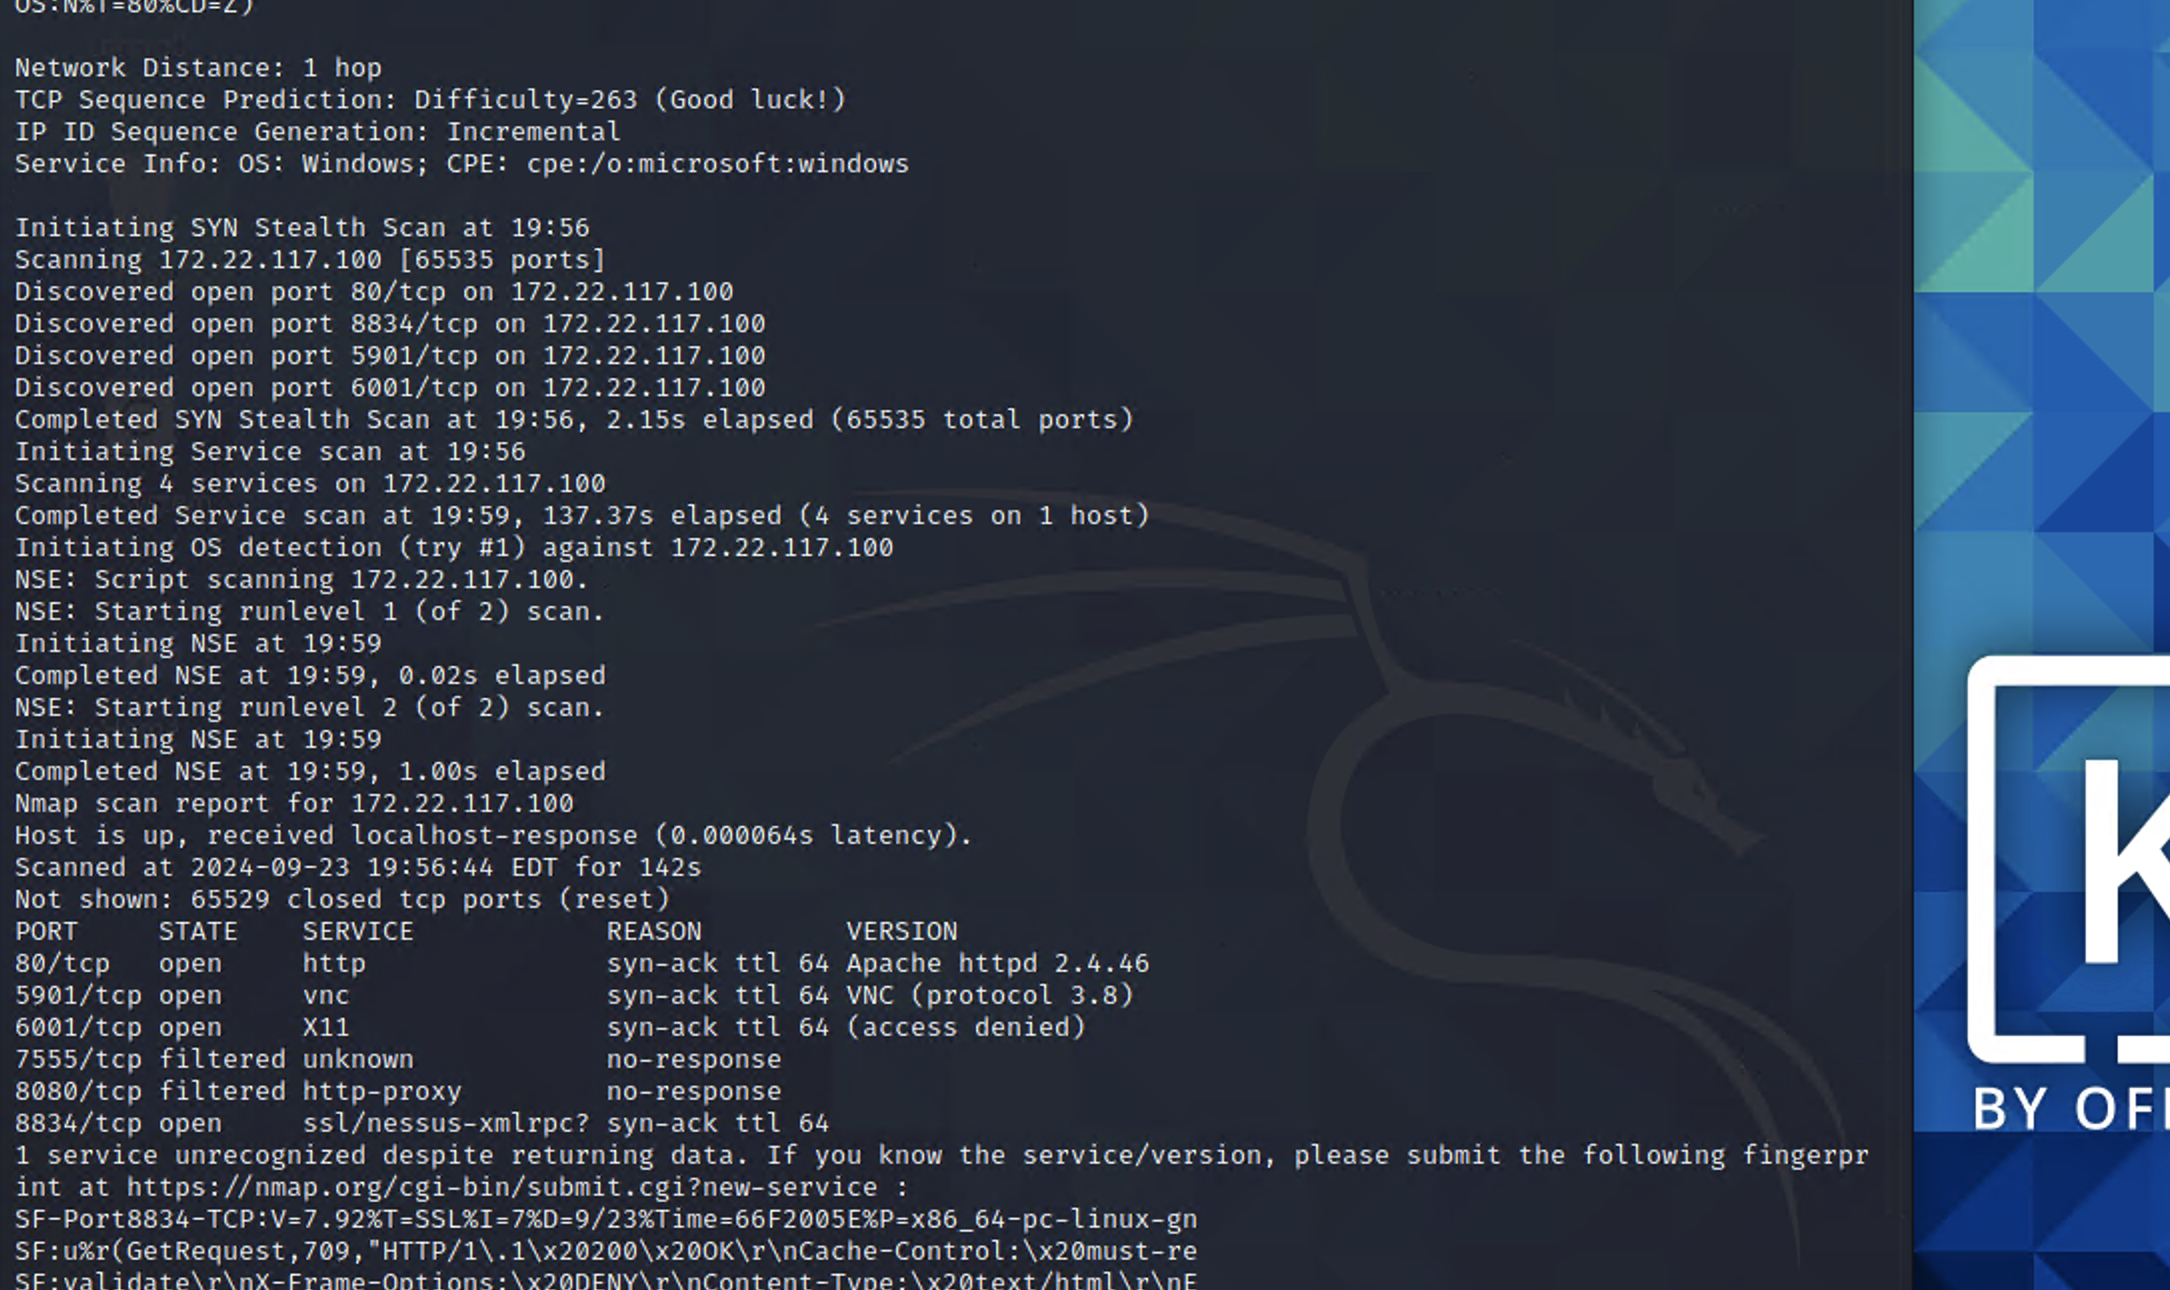 OS:N%T=80%CD=Z)
Network Distance: 1 hop
TCP Sequence Prediction: Difficulty=263 (Good luck!)
IP ID Sequence Generation: Incremental
Service Info: OS: Windows; CPE: cpe:/o:microsoft:windows
Initiating SYN Stealth Scan at 19:56
Scanning 172.22.117.100 [65535 ports]
Discovered open port 80/tcp on 172.22.117.100
Discovered open port 8834/tcp on 172.22.117.100
Discovered open port 5901/tcp on 172.22.117.100
Discovered open port 6001/tcp on 172.22.117.100
Completed SYN Stealth Scan at 19:56, 2.15s elapsed (65535 total ports)
Initiating Service scan at 19:56
Scanning 4 services on 172.22.117.100
Completed Service scan at 19:59, 137.37s elapsed (4 services on 1 host)
Initiating OS detection (try #1) against 172.22.117.100
NSE: Script scanning 172.22.117.100.
NSE: Starting runlevel 1 (of 2) scan.
Initiating NSE at 19:59
Completed NSE at 19:59, 0.02s elapsed
NSE: Starting runlevel 2 (of 2) scan.
Initiating NSE at 19:59
Completed NSE at 19:59, 1.00s elapsed
Nmap scan report for 172.22.117.100
Host is up, received localhost-response (0.000064s latency).
Scanned at 2024-09-23 19:56:44 EDT for 142s
Not shown: 65529 closed tcp ports (reset)
PORT     STATE    SERVICE            REASON         VERSION
80/tcp   open     http               syn-ack ttl 64 Apache httpd 2.4.46
5901/tcp open     vnc                syn-ack ttl 64 VNC (protocol 3.8)
6001/tcp open     X11                syn-ack ttl 64 (access denied)
7555/tcp filtered unknown            no-response
8080/tcp filtered http-proxy         no-response
8834/tcp open     ssl/nessus-xmlrpc? syn-ack ttl 64
1 service unrecognized despite returning data. If you know the service/version, please submit the following fingerpr
int at https://nmap.org/cgi-bin/submit.cgi?new-service :
SF-Port8834-TCP:V=7.92%T=SSL%I=7%D=9/23%Time=66F2005E%P=x86_64-pc-linux-gn
SF:u%r(GetRequest,709,"HTTP/1\.1\x20200\x20OK\r\nCache-Control:\x20must-re
SF:validate\r\nX-Frame-Options:\x20DENY\r\nContent-Type:\x20text/html\r\nE
K
BY OF